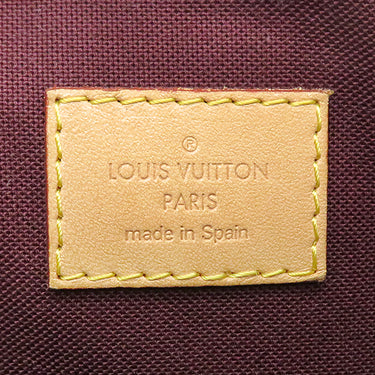 ®
LOUIS VUITTON
PARIS
made in Spain